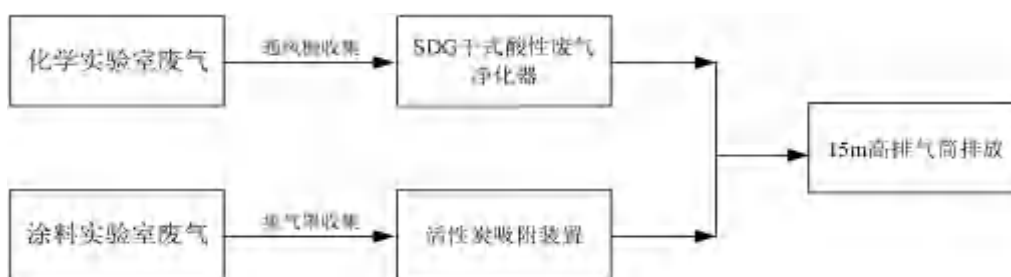 化学实验室废气
通风橱收集
SDG干式酸性废气
净化器
15m高排气筒排放
涂料实验室废气
集气罩收集
活性炭吸附装置